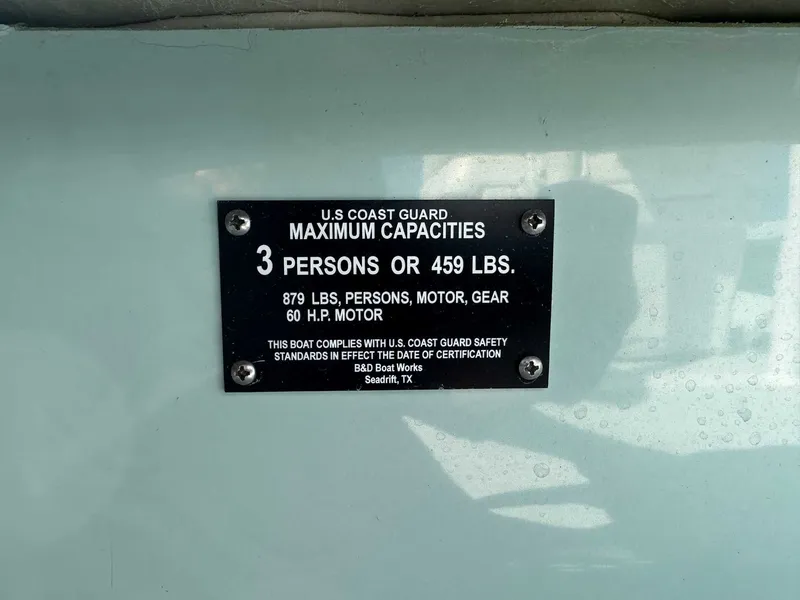 U.S COAST GUARD
MAXIMUM CAPACITIES
3 PERSONS OR 459 LBS.
879 LBS, PERSONS, MOTOR, GEAR
60 H.P. MOTOR
THIS BOAT COMPLIES WITH U.S. COAST GUARD SAFETY
STANDARDS IN EFFECT THE DATE OF CERTIFICATION
B&D Boat Works
Seadrift, TX